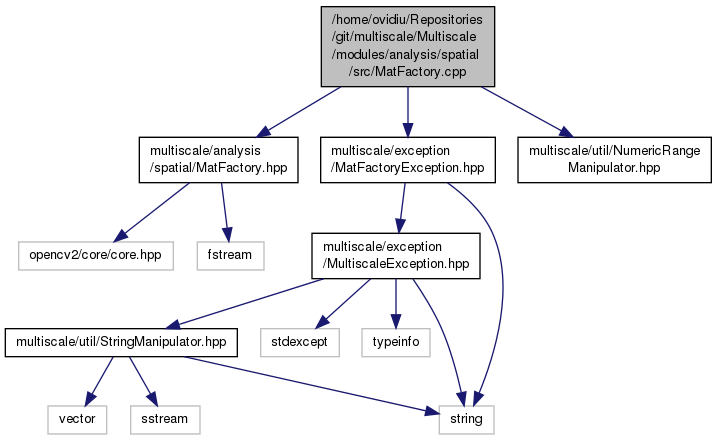 /home/ovidiu/Repositories
/git/multiscale/Multiscale
/modules/analysis/spatial
/src/MatFactory.cpp
multiscale/analysis
/spatial/MatFactory.hpp
multiscale/exception
/MatFactoryException.hpp
multiscale/util/NumericRange
Manipulator.hpp
opencv2/core/core.hpp
fstream
multiscale/exception
/MultiscaleException.hpp
multiscale/util/StringManipulator.hpp
stdexcept
typeinfo
vector
sstream
string